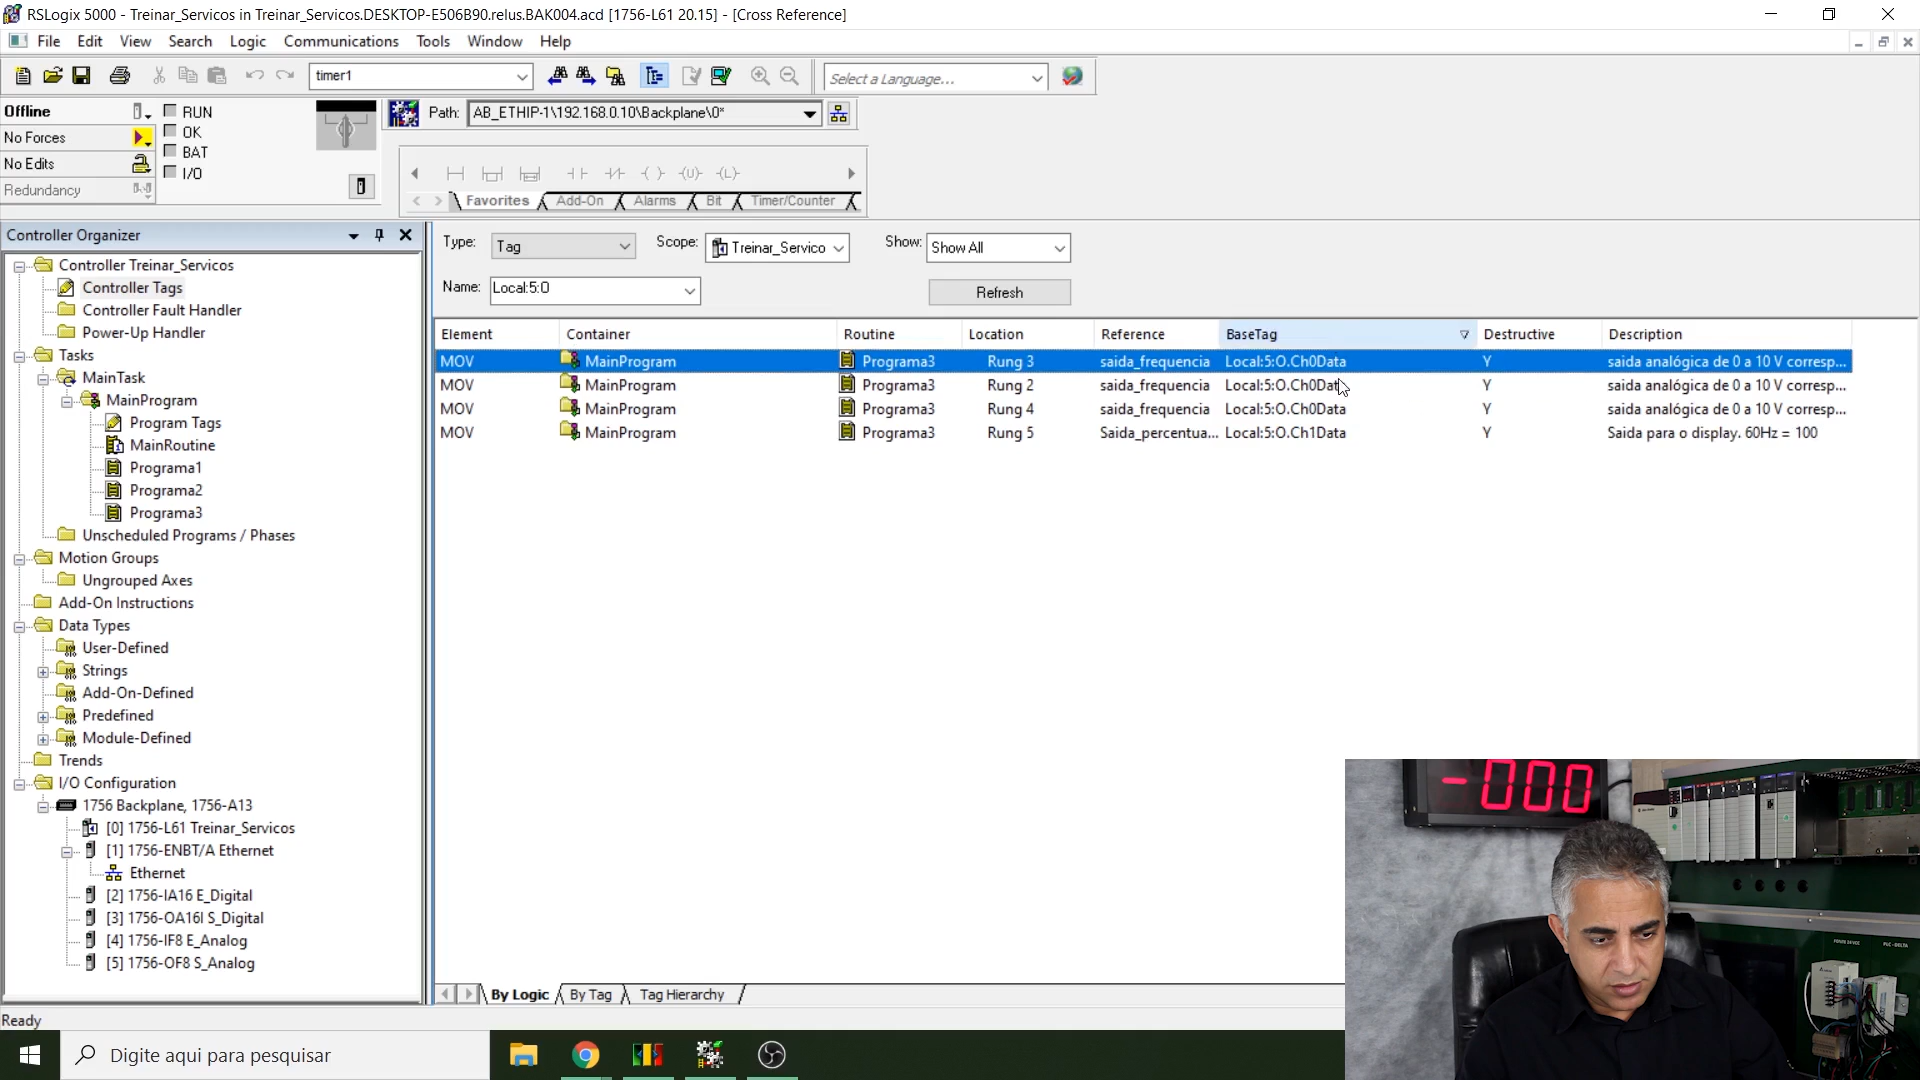 RSLogix 5000 - Treinar_Servicos in Treinar_Servicos.DESKTOP-E506B90.relus.BAK004.acd [1756-L61 20.15] - [Cross Reference]
File Edit View Search Logic Communications Tools Window Help
timer1
Select a Language...
Offline
No Forces
No Edits
Redundancy
RUN
OK
BAT
I/O
Path: AB_ETHIP-1\192.168.0.10\Backplane\0*
Favorites Add-On Alarms Bit Timer/Counter
Controller Organizer
Controller Treinar_Servicos
Controller Tags
Controller Fault Handler
Power-Up Handler
Tasks
MainTask
MainProgram
Program Tags
MainRoutine
Programa1
Programa2
Programa3
Unscheduled Programs / Phases
Motion Groups
Ungrouped Axes
Add-On Instructions
Data Types
User-Defined
Strings
Add-On-Defined
Predefined
Module-Defined
Trends
I/O Configuration
1756 Backplane, 1756-A13
[0] 1756-L61 Treinar_Servicos
[1] 1756-ENBT/A Ethernet
Ethernet
[2] 1756-IA16 E_Digital
[3] 1756-OA16I S_Digital
[4] 1756-IF8 E_Analog
[5] 1756-OF8 S_Analog
Type: Tag Scope: Treinar_Servico Show: Show All
Name: Local:5:O Refresh
Element Container Routine Location Reference BaseTag Destructive Description
MOV MainProgram Programa3 Rung 3 saida_frequencia Local:5:O.Ch0Data Y saida analógica de 0 a 10 V corresp...
MOV MainProgram Programa3 Rung 2 saida_frequencia Local:5:O.Ch0Data Y saida analógica de 0 a 10 V corresp...
MOV MainProgram Programa3 Rung 4 saida_frequencia Local:5:O.Ch0Data Y saida analógica de 0 a 10 V corresp...
MOV MainProgram Programa3 Rung 5 Saida_percentua... Local:5:O.Ch1Data Y Saida para o display. 60Hz = 100
-000
By Logic By Tag Tag Hierarchy
Ready
Digite aqui para pesquisar